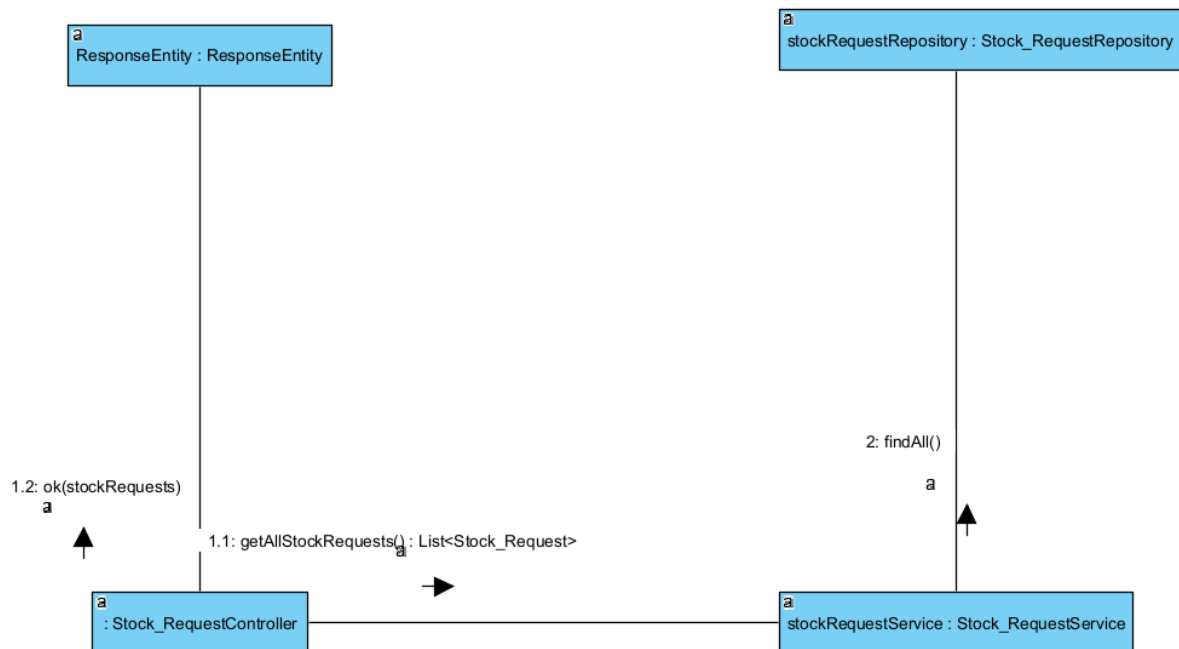 a
ResponseEntity : ResponseEntity
a
stockRequestRepository : Stock_RequestRepository
2: findAll()
a
1.2: ok(stockRequests)
a
1.1: getAllStockRequests() : List<Stock_Request>
a
a
: Stock_RequestController
a
stockRequestService : Stock_RequestService